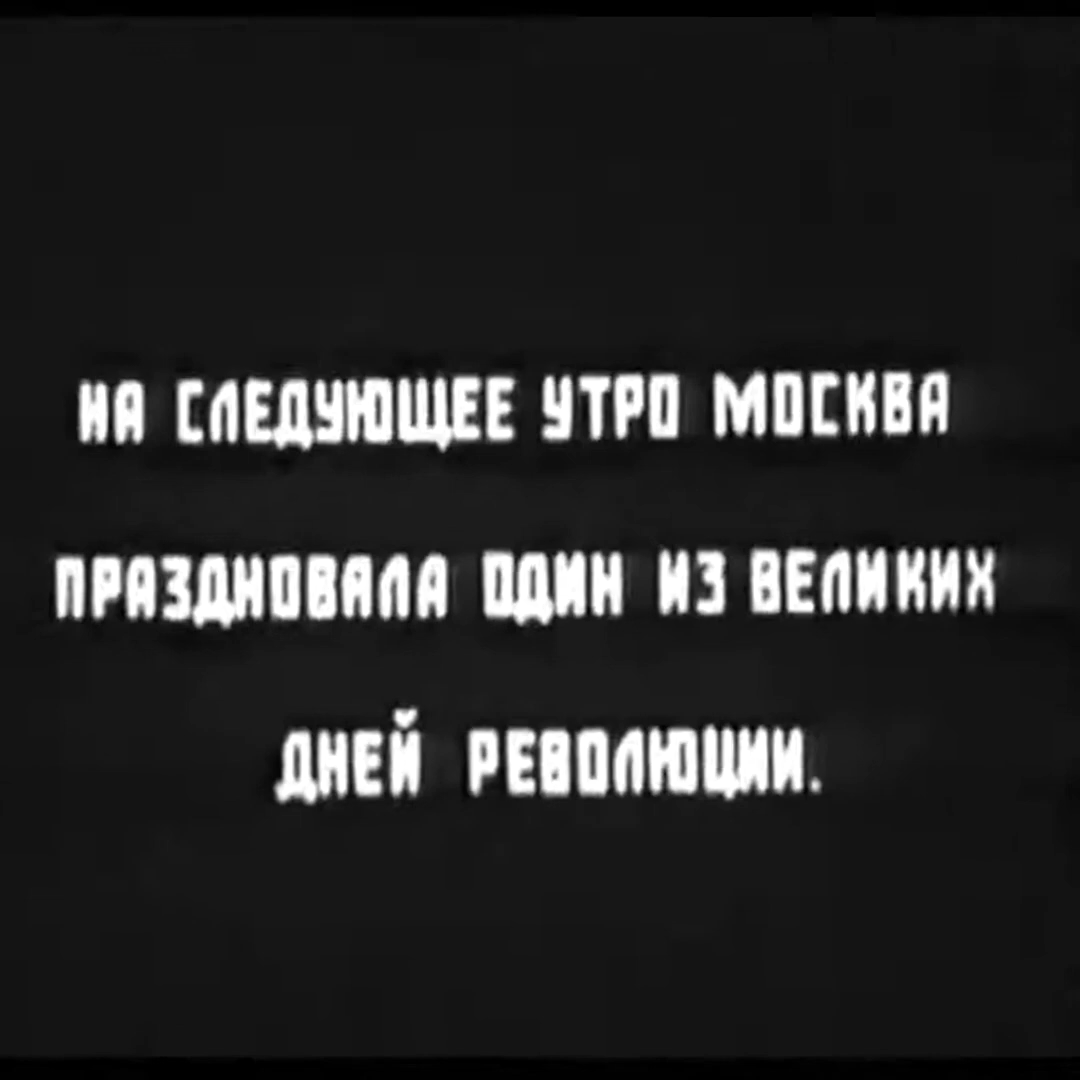 НА СЛЕДУЮЩЕЕ УТРО МОСКВА
ПРАЗДНОВАЛА ОДИН ИЗ ВЕЛИКИХ
ДНЕЙ РЕВОЛЮЦИИ.